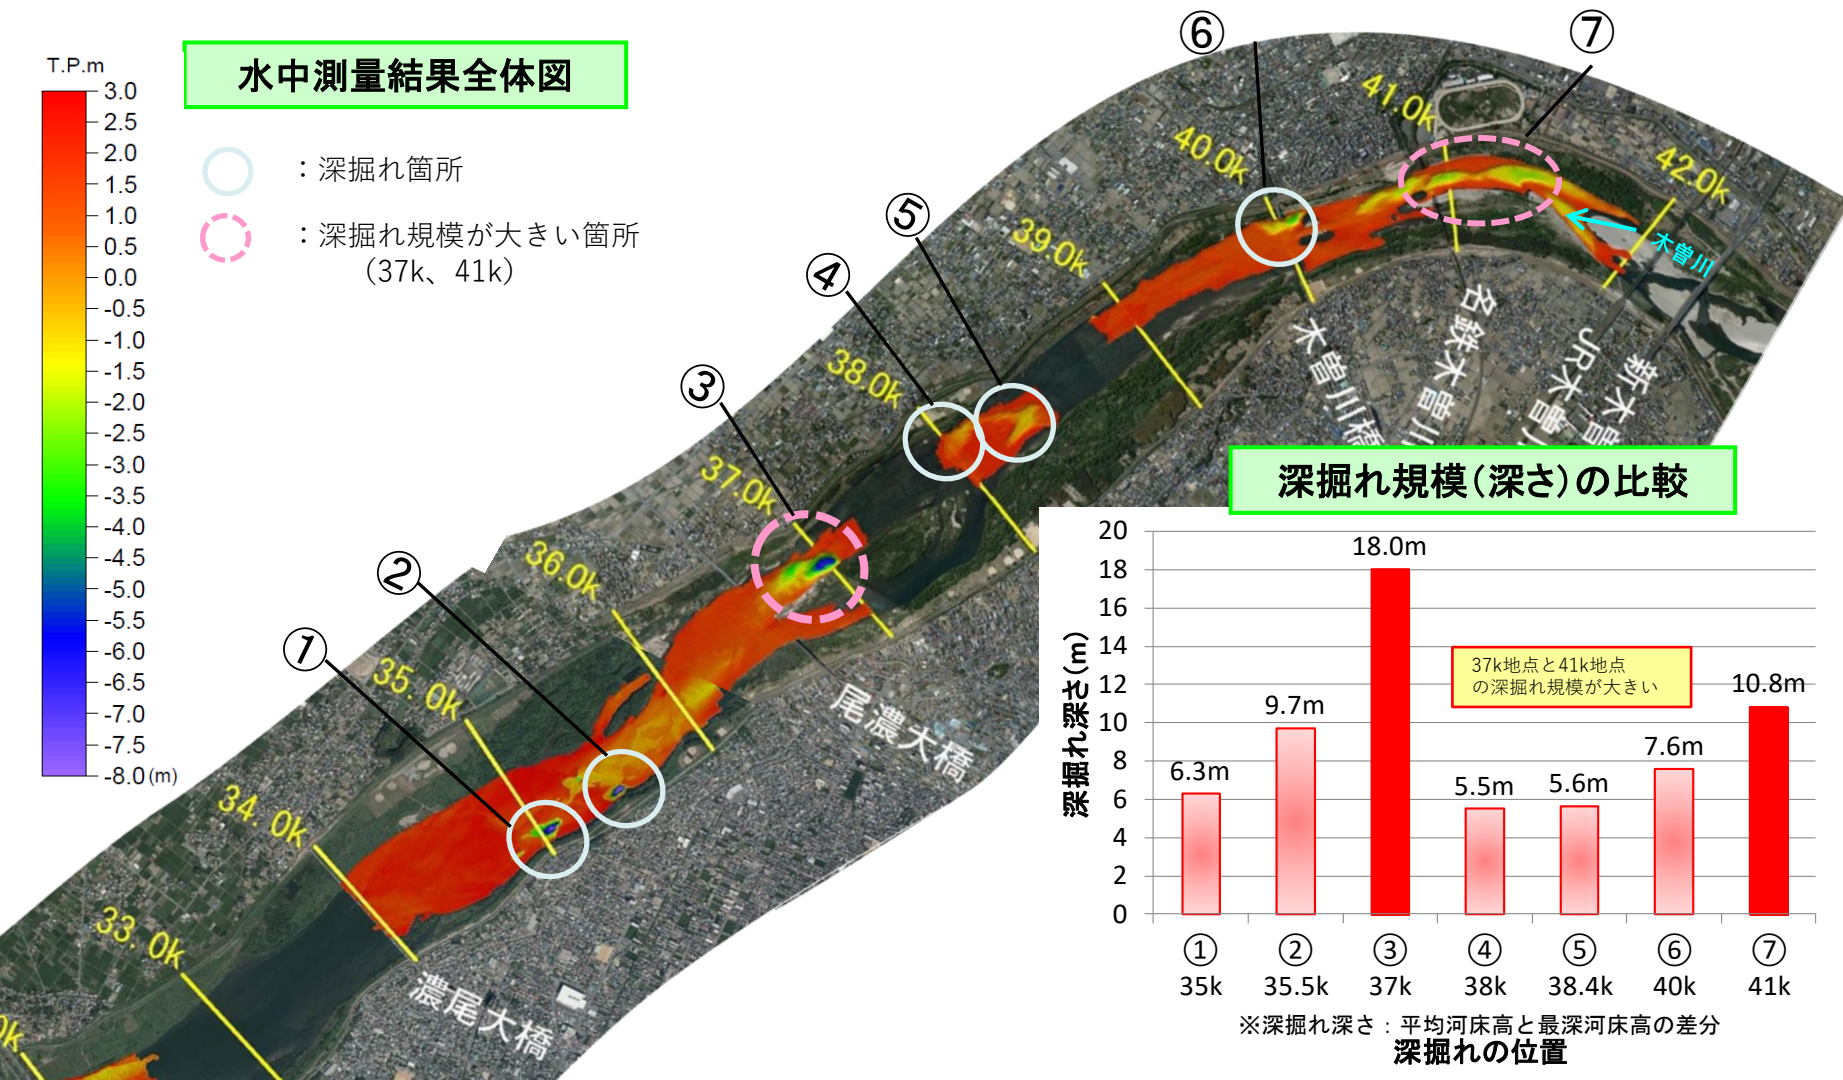 水中測量結果全体図
T.P.m
3.0
2.5
2.0
1.5
1.0
0.5
0.0
-0.5
-1.0
-1.5
-2.0
-2.5
-3.0
-3.5
-4.0
-4.5
-5.0
-5.5
-6.0
-6.5
-7.0
-7.5
-8.0(m)
：深掘れ箇所
：深掘れ規模が大きい箇所
（37k、41k）
①
②
③
④
⑤
⑥
⑦
33.0k
34.0k
35.0k
36.0k
37.0k
38.0k
39.0k
40.0k
41.0k
42.0k
木曽川
濃尾大橋
尾濃大橋
木曽川橋
名鉄木曽川
JR木曽川
新木曽
深掘れ規模（深さ）の比較
深掘れ深さ(m)
20
18
16
14
12
10
8
6
4
2
0
6.3m
9.7m
18.0m
5.5m
5.6m
7.6m
10.8m
37k地点と41k地点
の深掘れ規模が大きい
① ② ③ ④ ⑤ ⑥ ⑦
35k 35.5k 37k 38k 38.4k 40k 41k
※深掘れ深さ：平均河床高と最深河床高の差分
深掘れの位置